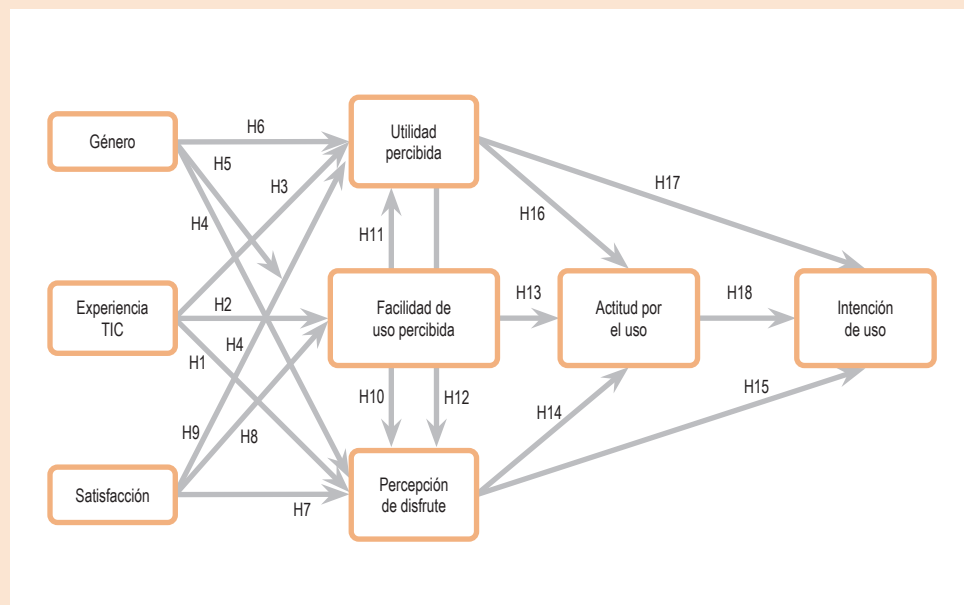 Género
Experiencia
TIC
Satisfacción
H6
H5
H3
H4
H2
H4
H1
H9
H8
H7
Utilidad
percibida
H11
Facilidad de
uso percibida
H10
H12
Percepción
de disfrute
H16
H17
H13
Actitud por
el uso
H18
Intención
de uso
H14
H15